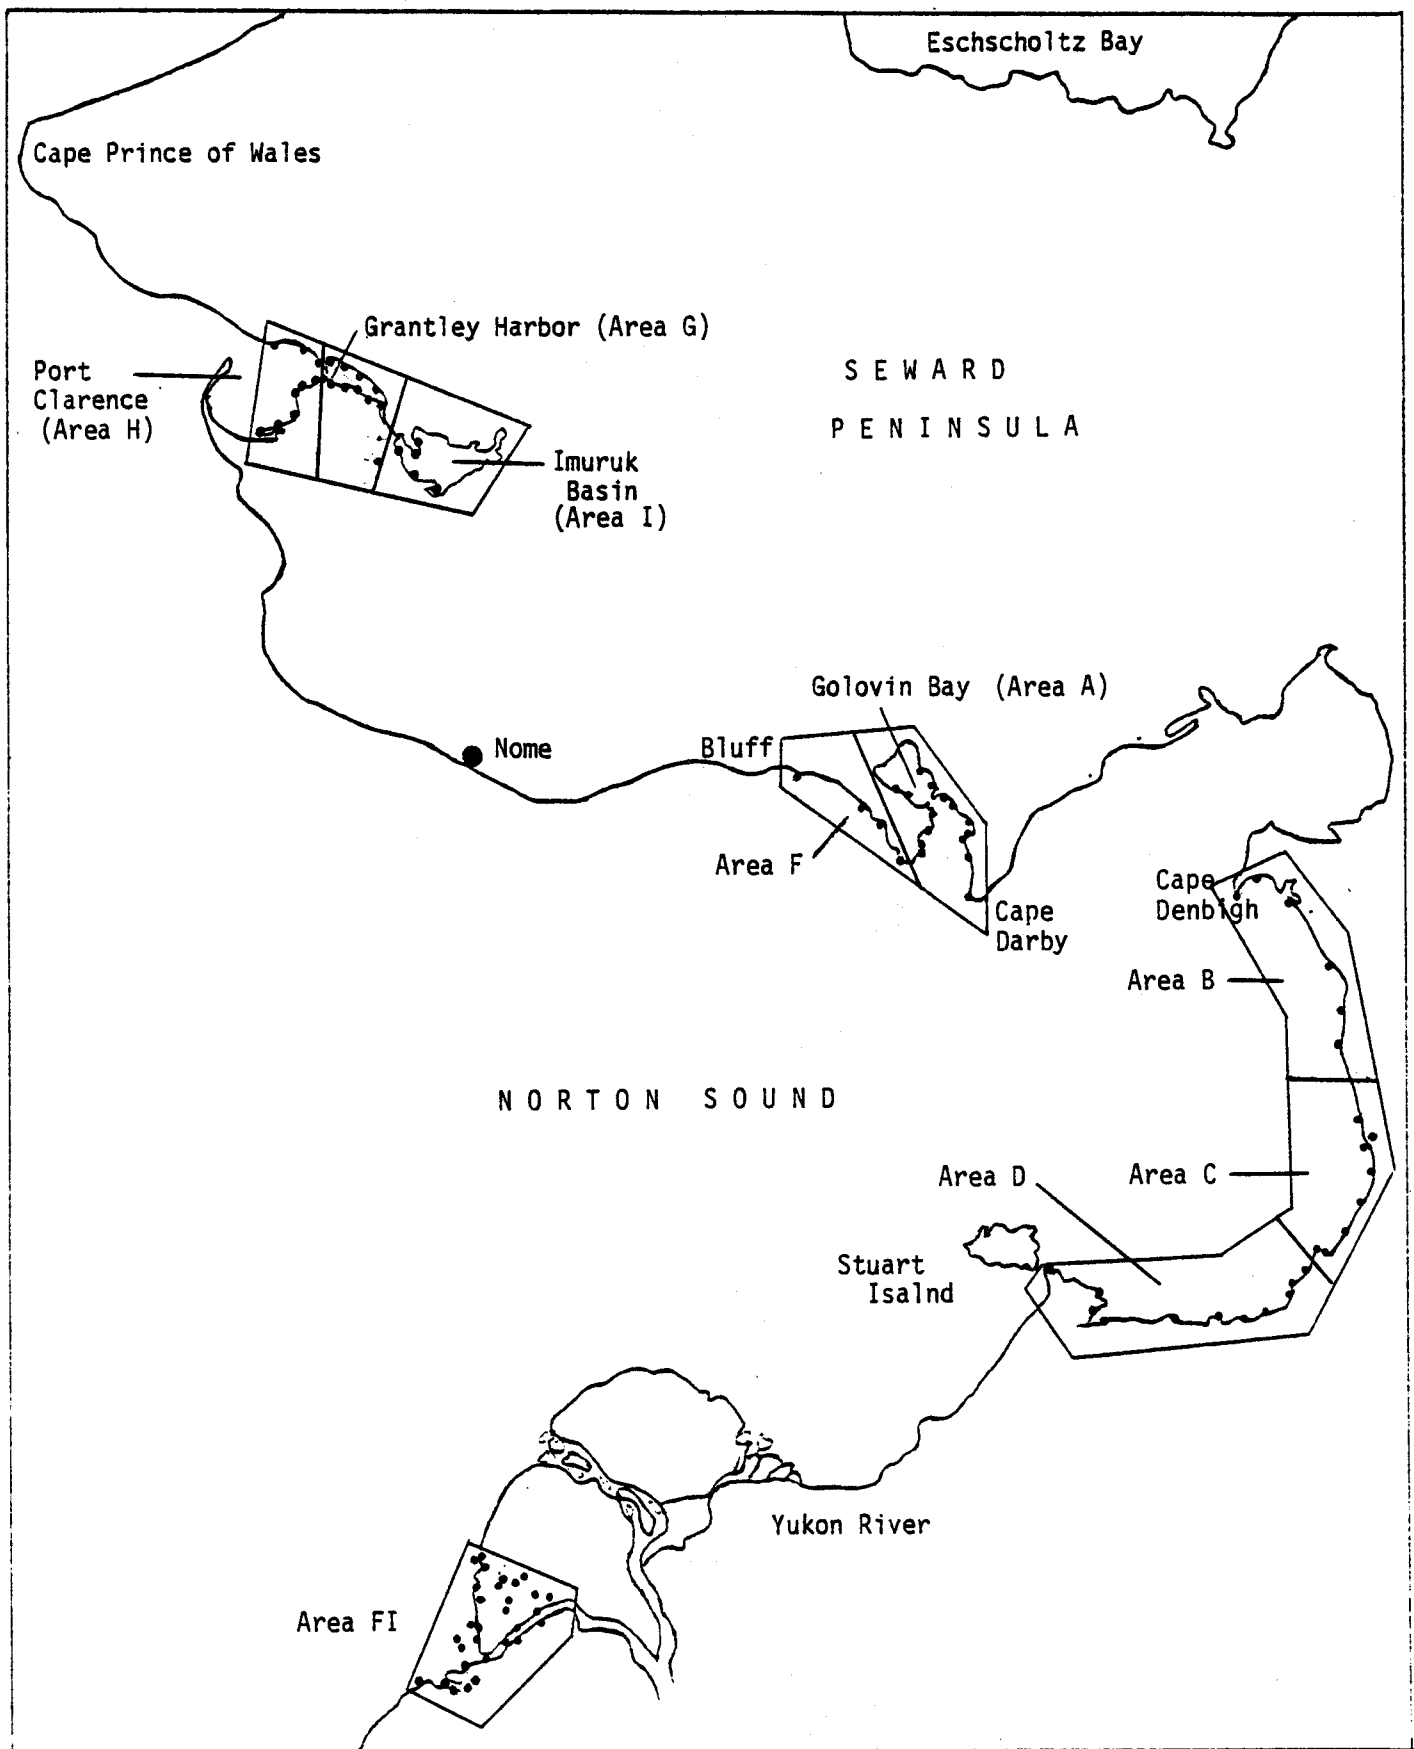 Eschscholtz Bay
Cape Prince of Wales
Grantley Harbor (Area G)
Port
Clarence
(Area H)
SEWARD
PENINSULA
Imuruk
Basin
(Area I)
Golovin Bay (Area A)
Nome
Bluff
Area F
Cape
Darby
Cape
Denbigh
Area B
NORTON SOUND
Area D
Area C
Stuart
Isalnd
Yukon River
Area FI